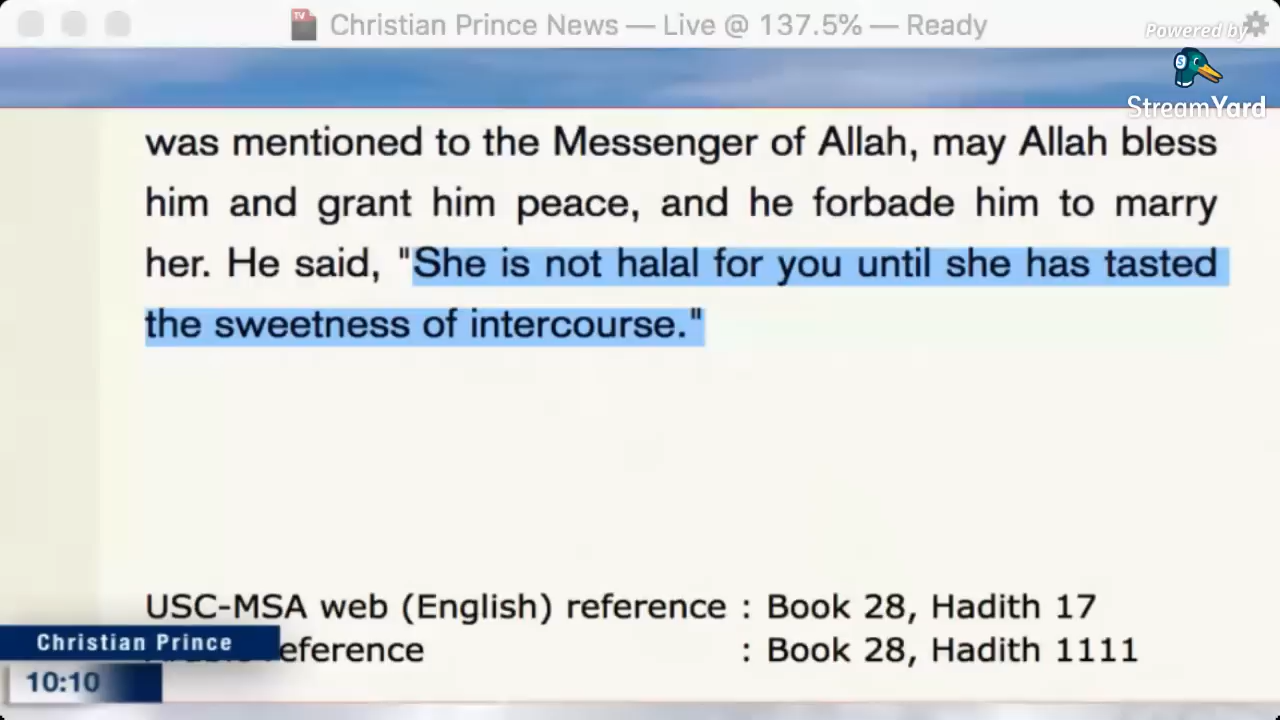 Christian Prince News — Live @ 137.5% — Ready
Powered by
StreamYard
was mentioned to the Messenger of Allah, may Allah bless
him and grant him peace, and he forbade him to marry
her. He said, "She is not halal for you until she has tasted
the sweetness of intercourse."
USC-MSA web (English) reference : Book 28, Hadith 17
reference : Book 28, Hadith 1111
Christian Prince
10:10